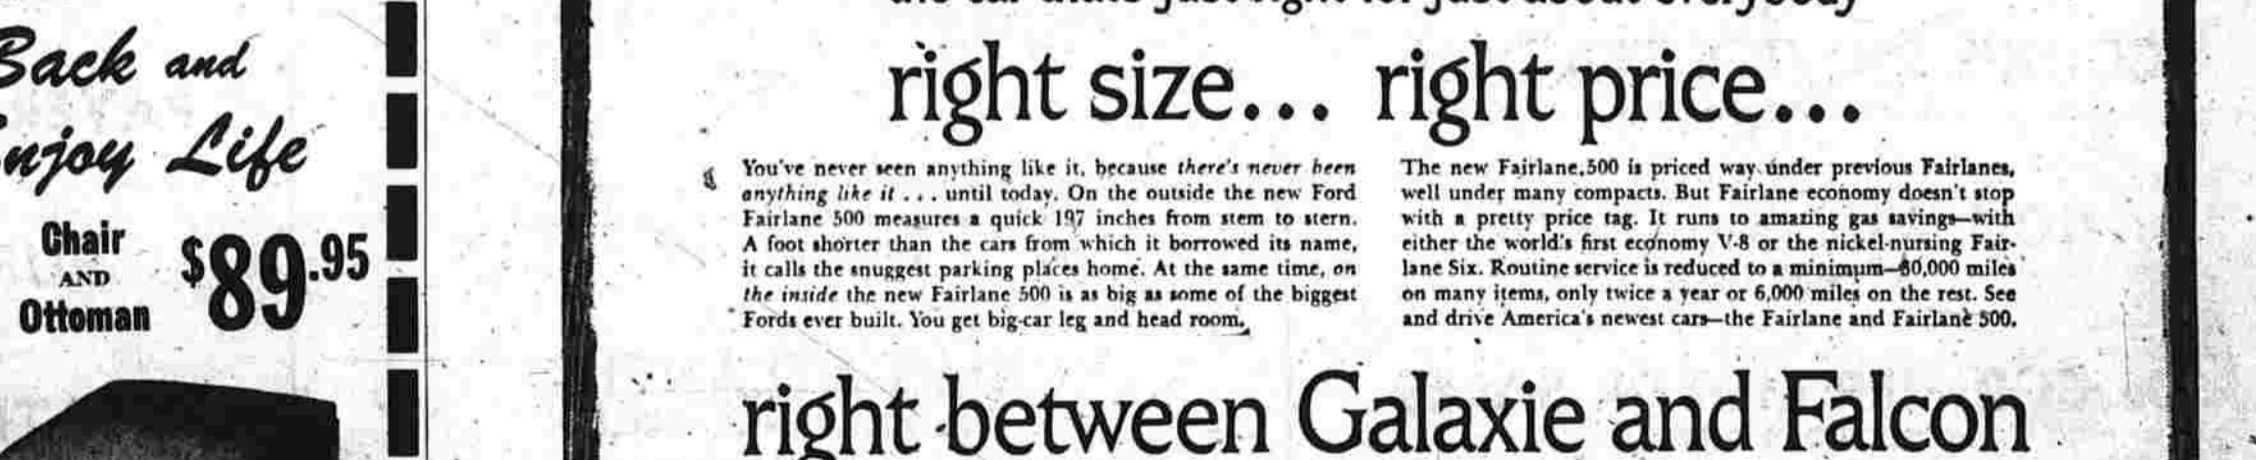 Back and
Enjoy Life
Chair
AND
Ottoman
$89.95
the car that's just right for just about everybody
right size... right price...
You've never seen anything like it, because there's never been
anything like it . . . until today. On the outside the new Ford
Fairlane 500 measures a quick 197 inches from stem to stern.
A foot shorter than the cars from which it borrowed its name,
it calls the snuggest parking places home. At the same time, on
the inside the new Fairlane 500 is as big as some of the biggest
Fords ever built. You get big-car leg and head room.
The new Fairlane 500 is priced way under previous Fairlanes,
well under many compacts. But Fairlane economy doesn't stop
with a pretty price tag. It runs to amazing gas savings—with
either the world's first economy V-8 or the nickel-nursing Fair-
lane Six. Routine service is reduced to a minimum—30,000 miles
on many items, only twice a year or 6,000 miles on the rest. See
and drive America's newest cars—the Fairlane and Fairlane 500.
right between Galaxie and Falcon